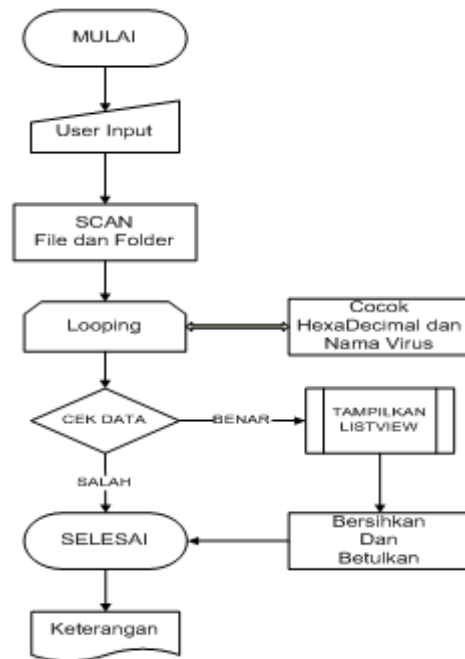 MULAI
User Input
SCAN
File dan Folder
Looping
Cocok
HexaDecimal dan
Nama Virus
CEK DATA
BENAR
TAMPILKAN
LISTVIEW
SALAH
SELESAI
Bersihkan
Dan
Betulkan
Keterangan